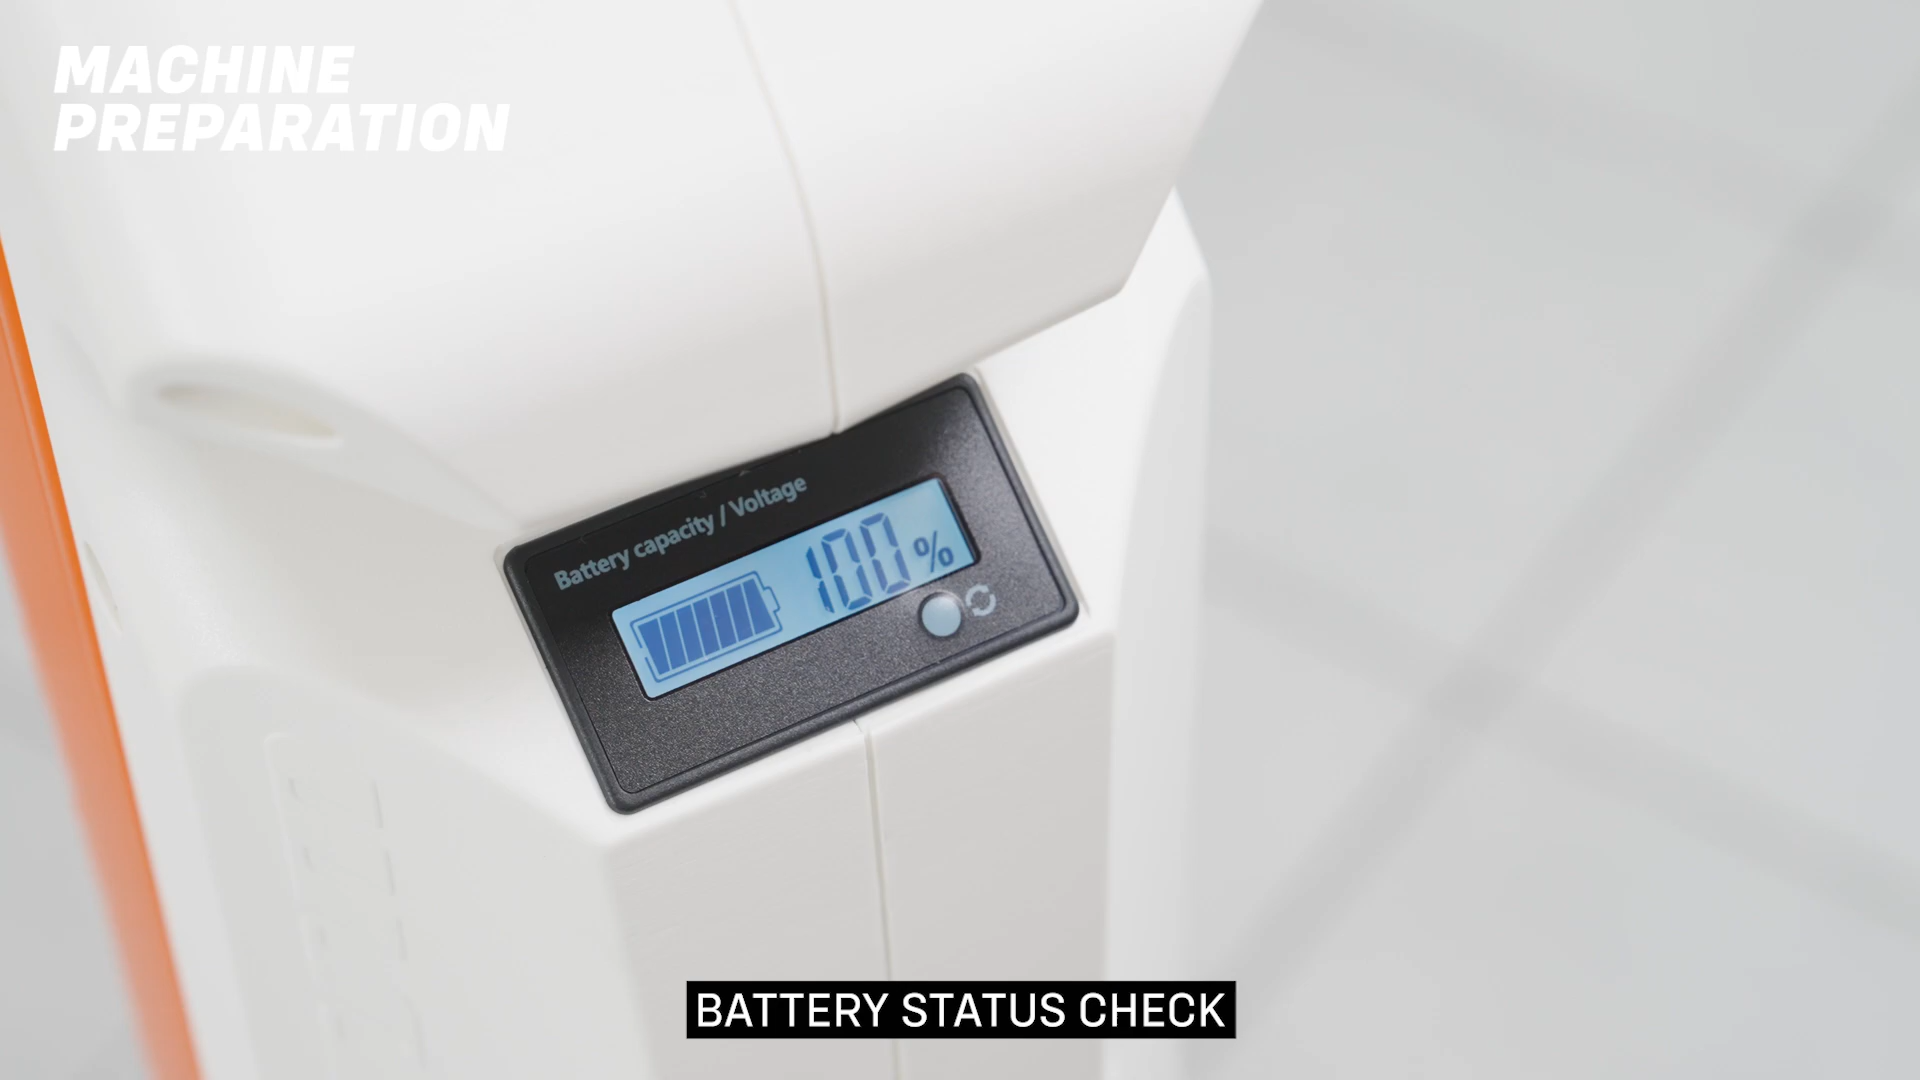 MACHINE
PREPARATION
Battery capacity / Voltage
100 %
BATTERY STATUS CHECK